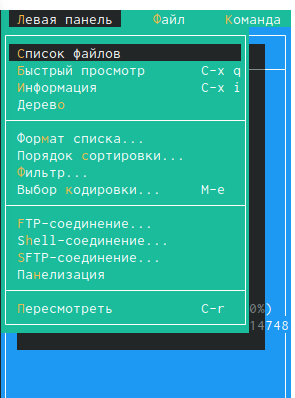 Левая панель Файл Команда
Список файлов
Быстрый просмотр C-x q
Информация C-x i
Дерево
Формат списка...
Порядок сортировки...
Фильтр...
Выбор кодировки... M-e
FTP-соединение...
Shell-соединение...
SFTP-соединение...
Панелизация
Пересмотреть C-r
0%)
14748